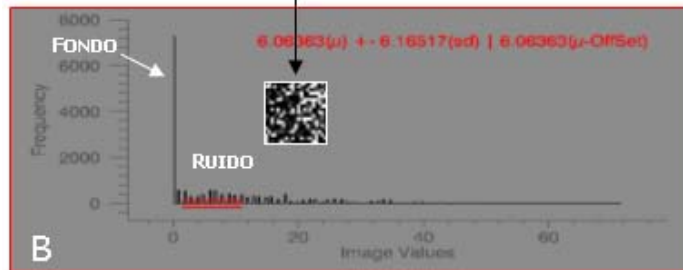 8000
FONDO
6.06363(μ) +- 6.16517(sd) | 6.06363(μ-OffSet)
6000
Frequency
4000
2000
RUIDO
0
B
0 20 40 60
Image Values